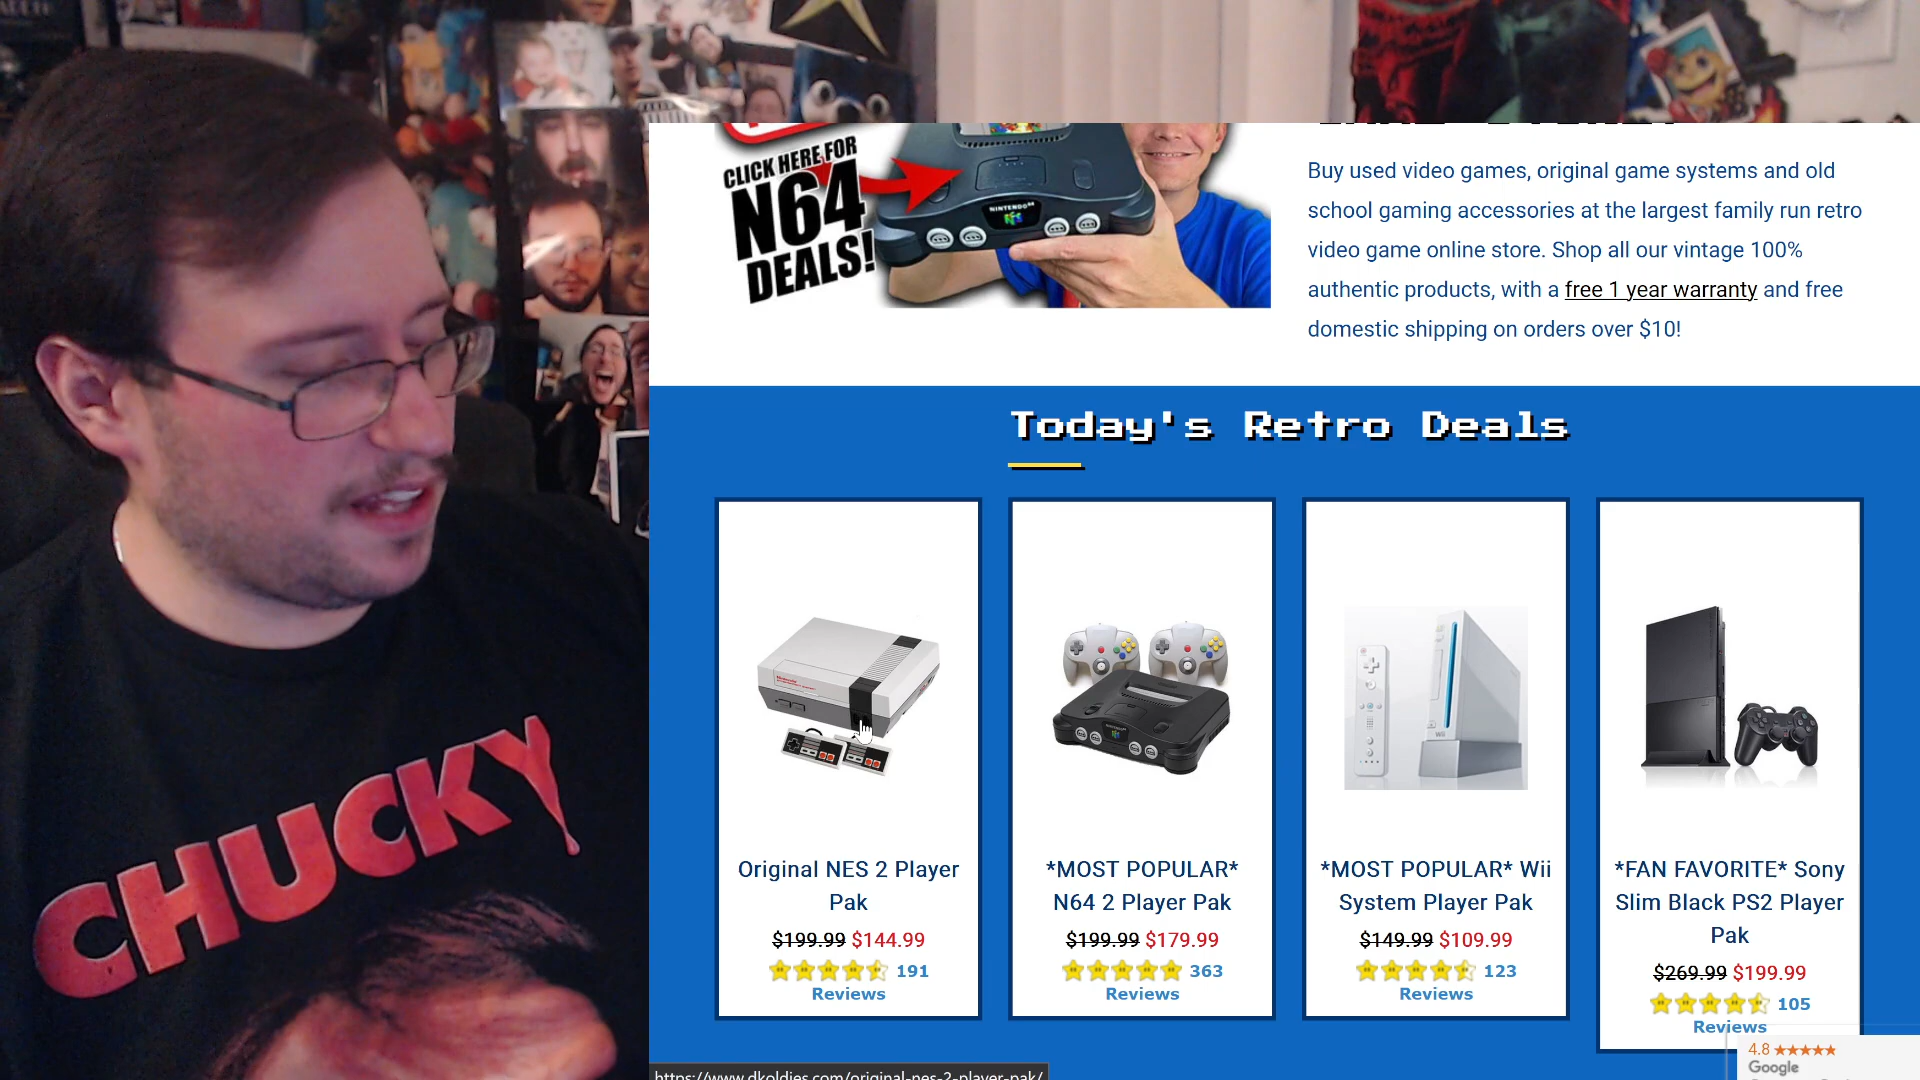 CLICK HERE FOR
N64
DEALS!
NINTENDO 64
Buy used video games, original game systems and old
school gaming accessories at the largest family run retro
video game online store. Shop all our vintage 100%
authentic products, with a free 1 year warranty and free
domestic shipping on orders over $10!
Today's Retro Deals
Original NES 2 Player
Pak
$199.99 $144.99
191
Reviews
*MOST POPULAR*
N64 2 Player Pak
$199.99 $179.99
363
Reviews
Wii
*MOST POPULAR* Wii
System Player Pak
$149.99 $109.99
123
Reviews
*FAN FAVORITE* Sony
Slim Black PS2 Player
Pak
$269.99 $199.99
105
Reviews
4.8
Google
https://www.dkoldies.com/original-nes-2-player-pak/
CHUCKY